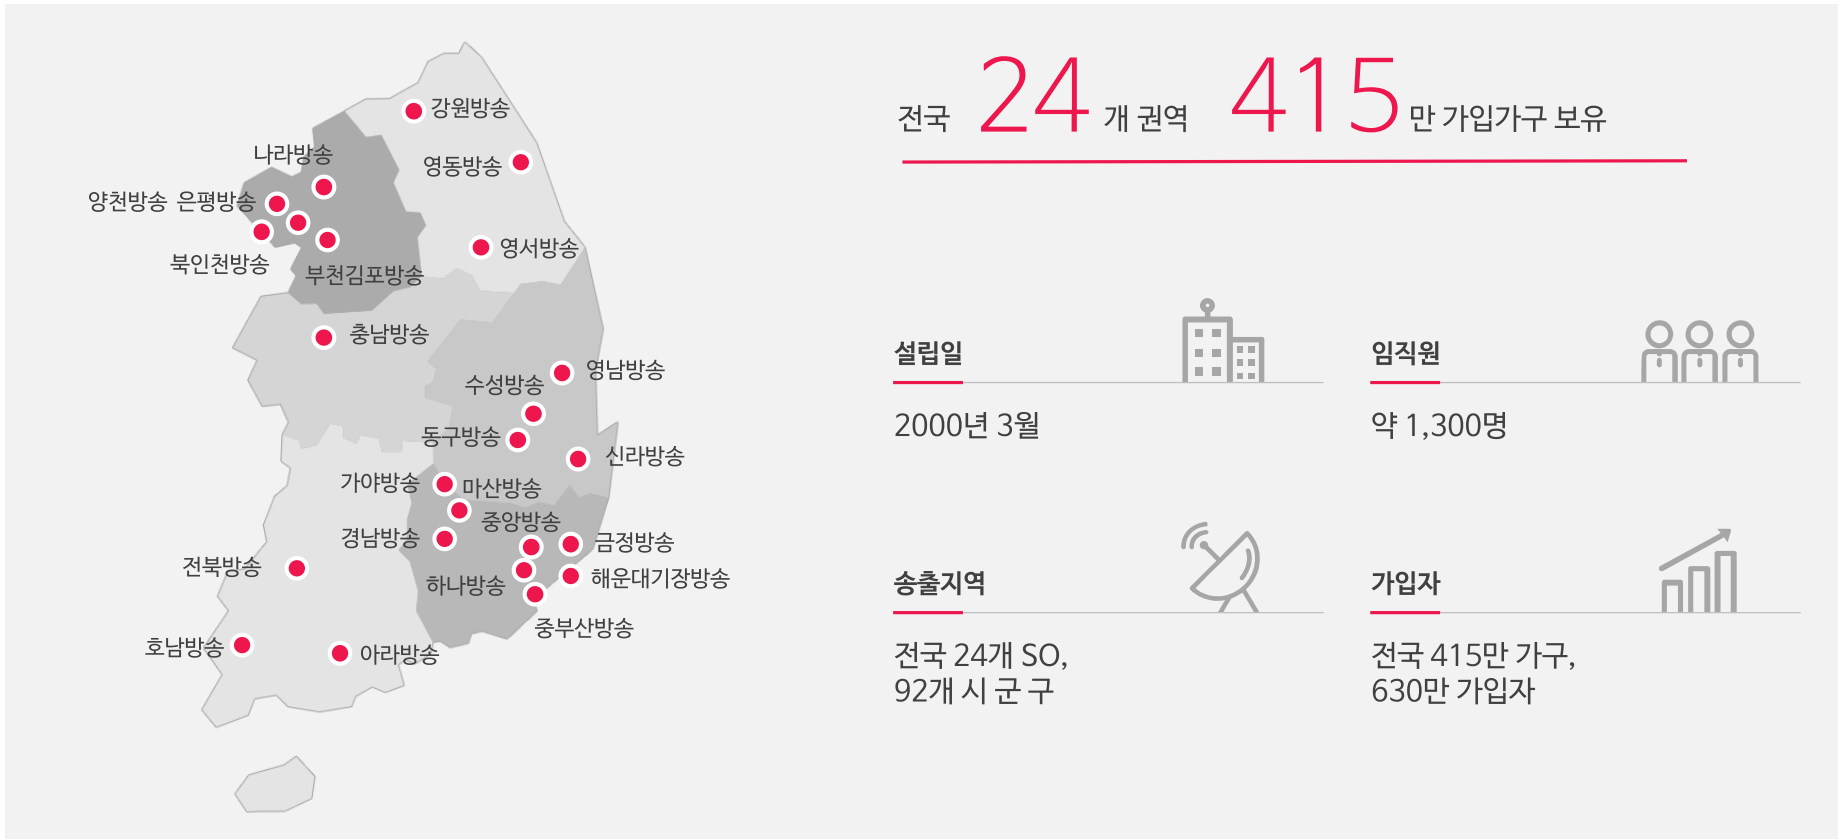 강원방송
나라방송
영동방송
양천방송 은평방송
영서방송
북인천방송
부천김포방송
충남방송
영남방송
수성방송
동구방송
신라방송
가야방송
마산방송
중앙방송
경남방송
금정방송
전북방송
하나방송
해운대기장방송
중부산방송
호남방송
아라방송
전국 24개 권역 415만 가입가구 보유
설립일
2000년 3월
임직원
약 1,300명
송출지역
전국 24개 SO,
92개 시 군 구
가입자
전국 415만 가구,
630만 가입자